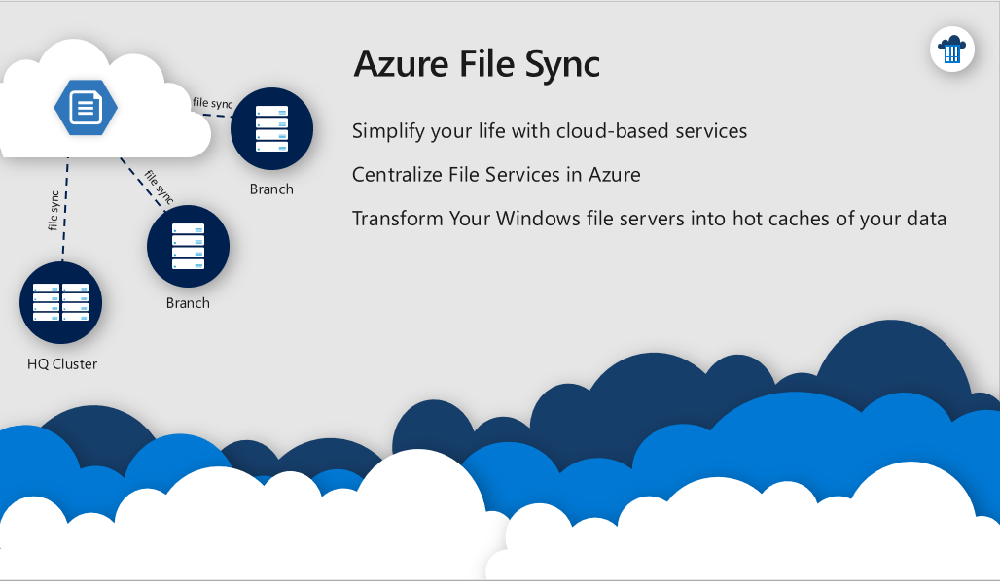 Azure File Sync
Simplify your life with cloud-based services
Centralize File Services in Azure
Transform Your Windows file servers into hot caches of your data
file sync
Branch
file sync
Branch
file sync
HQ Cluster